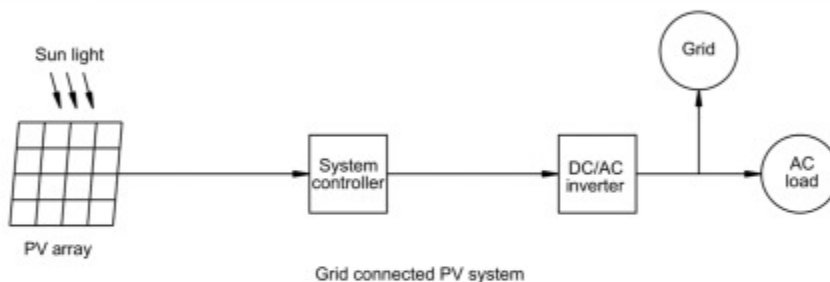 Sun light
Grid
System
controller
DC/AC
inverter
AC
load
PV array
Grid connected PV system